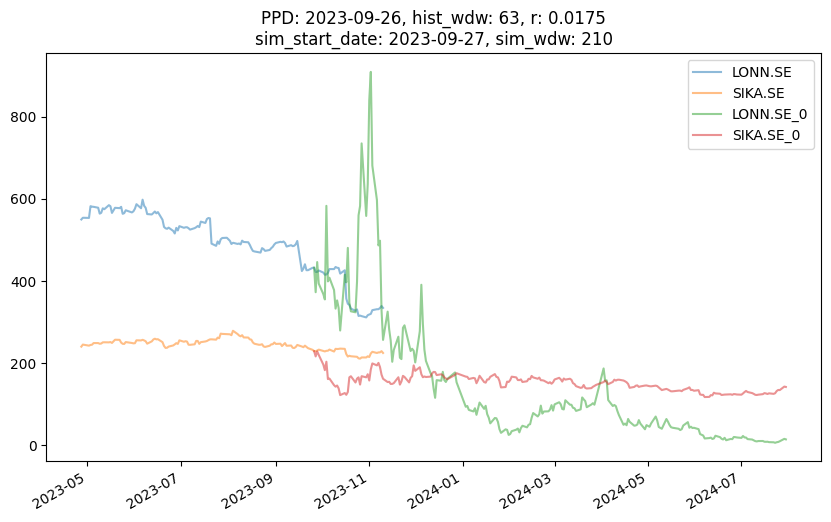 PPD: 2023-09-26, hist_wdw: 63, r: 0.0175
sim_start_date: 2023-09-27, sim_wdw: 210
LONN.SE
SIKA.SE
LONN.SE_0
SIKA.SE_0
800
600
400
200
0
2023-05
2023-07
2023-09
2023-11
2024-01
2024-03
2024-05
2024-07